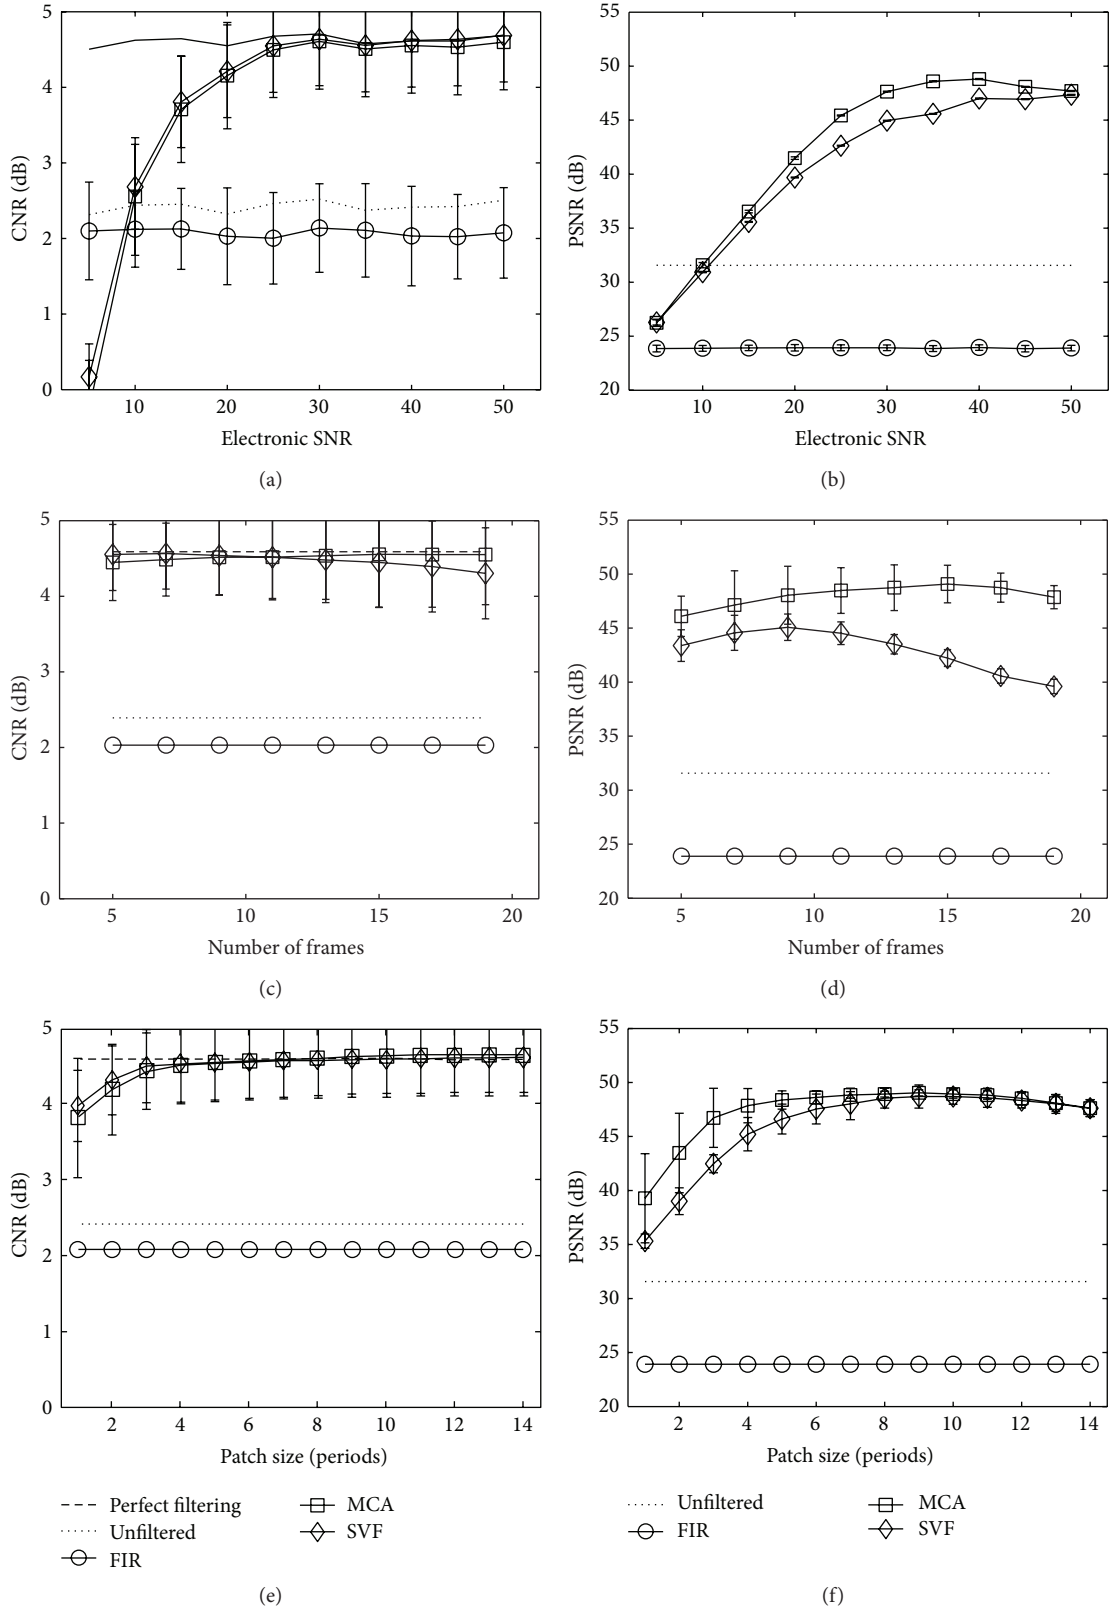 5
4
3
2
1
0
CNR (dB)
10
20
30
40
50
Electronic SNR
(a)
55
50
45
40
35
30
25
20
PSNR (dB)
10
20
30
40
50
Electronic SNR
(b)
5
4
3
2
1
0
CNR (dB)
5
10
15
20
Number of frames
(c)
55
50
45
40
35
30
25
20
PSNR (dB)
5
10
15
20
Number of frames
(d)
5
4
3
2
1
0
CNR (dB)
2
4
6
8
10
12
14
Patch size (periods)
Perfect filtering
Unfiltered
FIR
MCA
SVF
(e)
55
50
45
40
35
30
25
20
PSNR (dB)
2
4
6
8
10
12
14
Patch size (periods)
Unfiltered
FIR
MCA
SVF
(f)